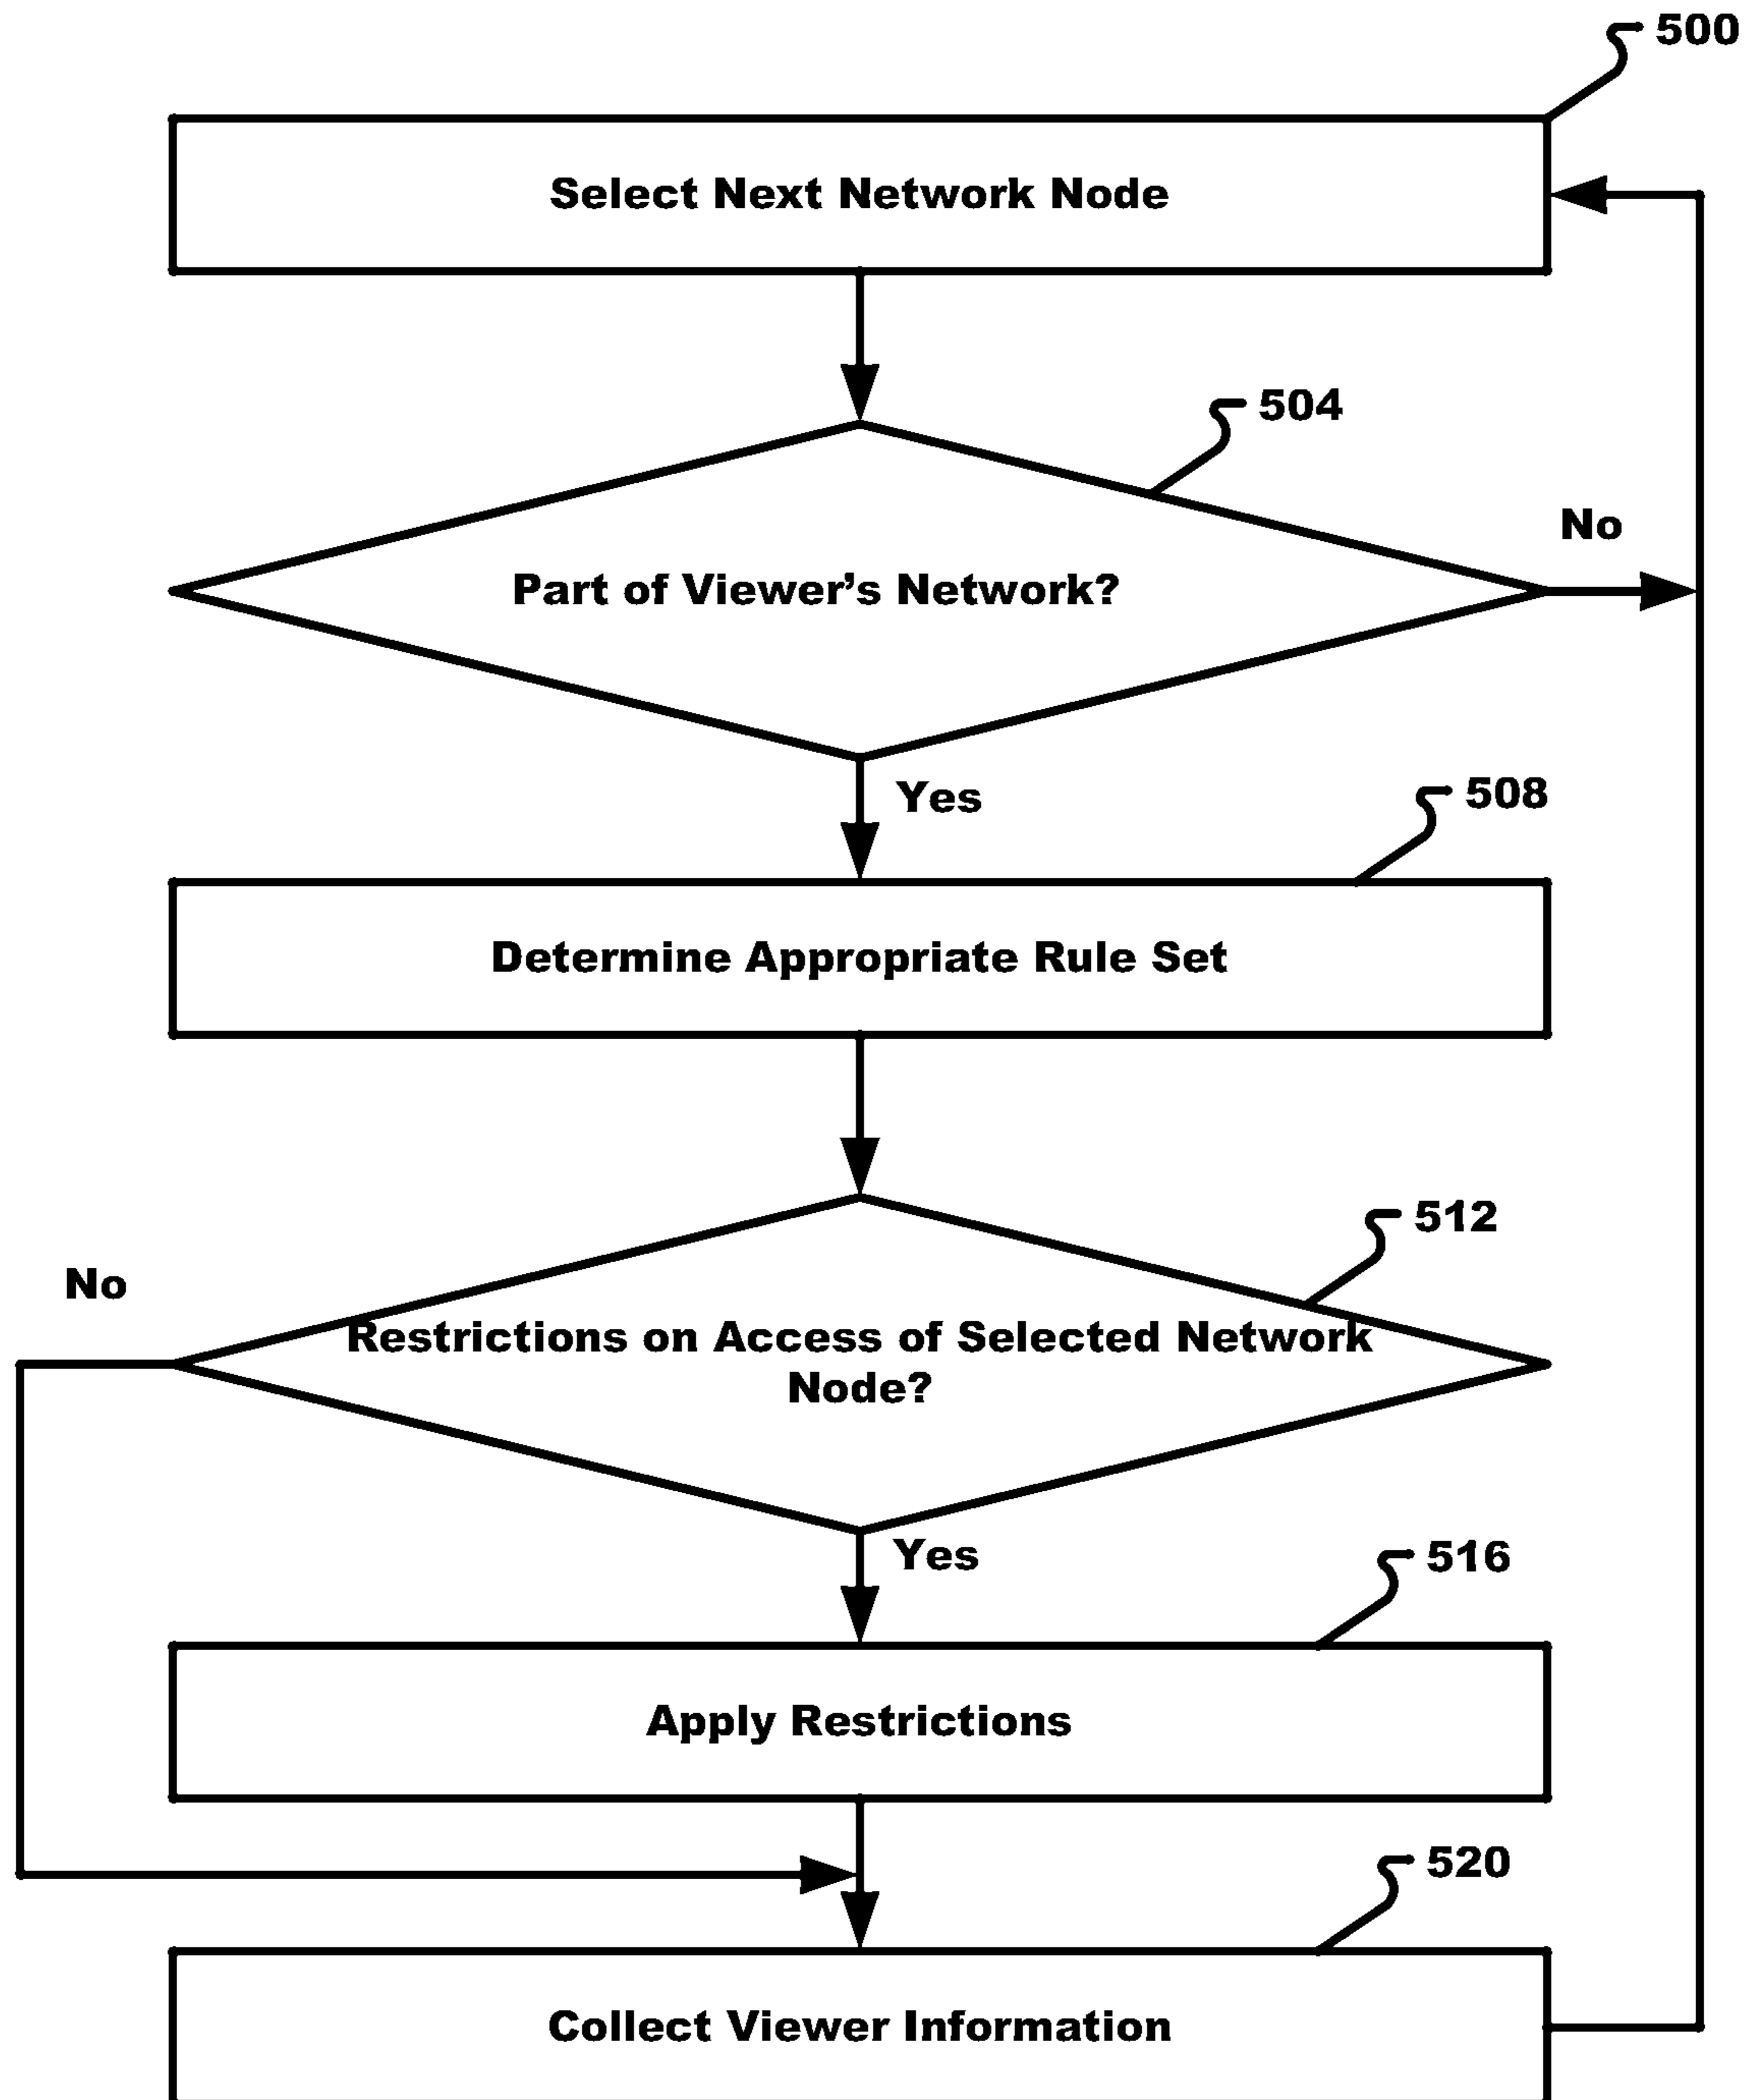 500
Select Next Network Node
504
No
Part of Viewer’s Network?
Yes
508
Determine Appropriate Rule Set
512
No
Restrictions on Access of Selected Network
Node?
Yes
516
Apply Restrictions
520
Collect Viewer Information